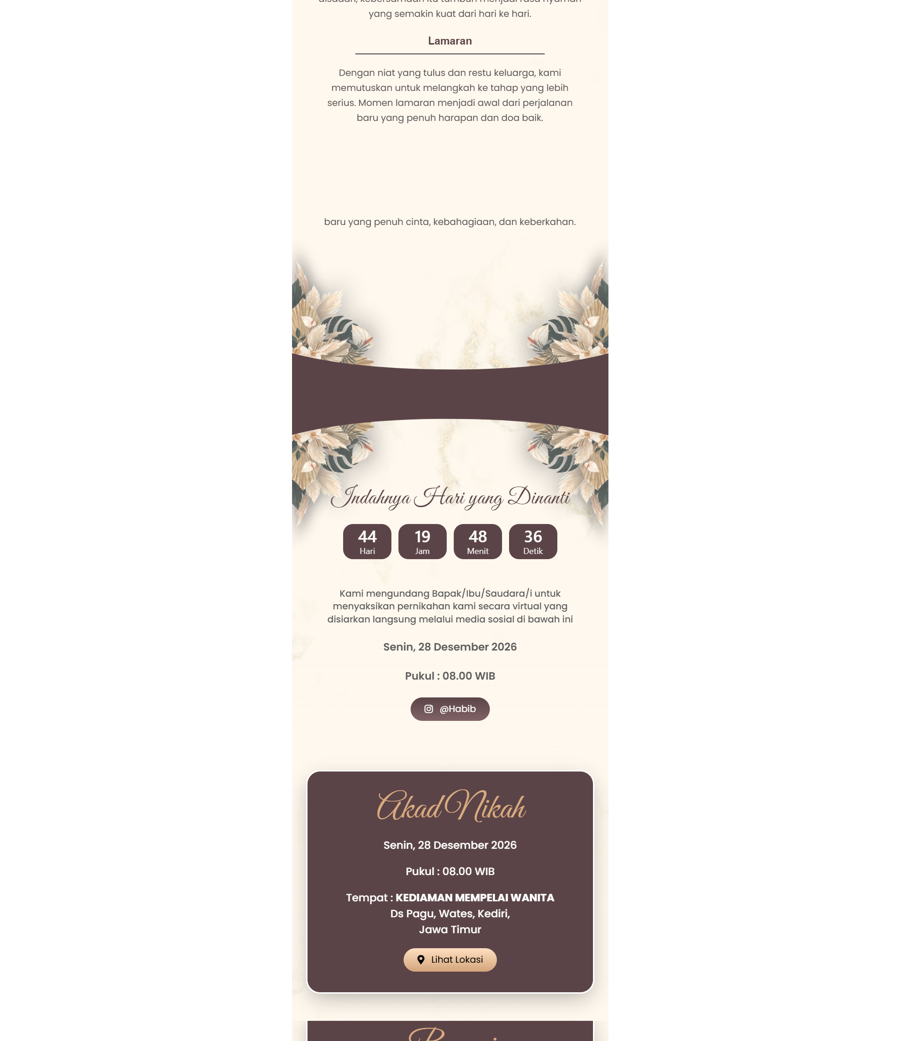 yang semakin kuat dari hari ke hari.
Lamaran
Dengan niat yang tulus dan restu keluarga, kami
memutuskan untuk melangkah ke tahap yang lebih
serius. Momen lamaran menjadi awal dari perjalanan
baru yang penuh harapan dan doa baik.
baru yang penuh cinta, kebahagiaan, dan keberkahan.
Indahnya Hari yang Dinanti
44 19 48 36
Hari Jam Menit Detik
Kami mengundang Bapak/Ibu/Saudara/i untuk
menyaksikan pernikahan kami secara virtual yang
disiarkan langsung melalui media sosial di bawah ini
Senin, 28 Desember 2026
Pukul : 08.00 WIB
@Habib
Akad Nikah
Senin, 28 Desember 2026
Pukul : 08.00 WIB
Tempat : KEDIAMAN MEMPELAI WANITA
Ds Pagu, Wates, Kediri,
Jawa Timur
Lihat Lokasi